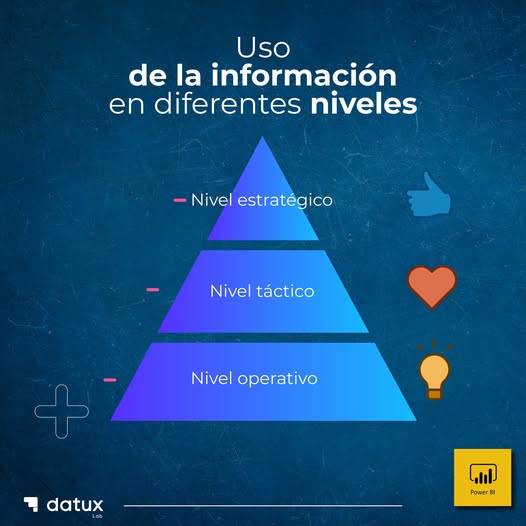 Uso
de la información
en diferentes niveles
Nivel estratégico
Nivel táctico
Nivel operativo
datux
Lab
Power BI